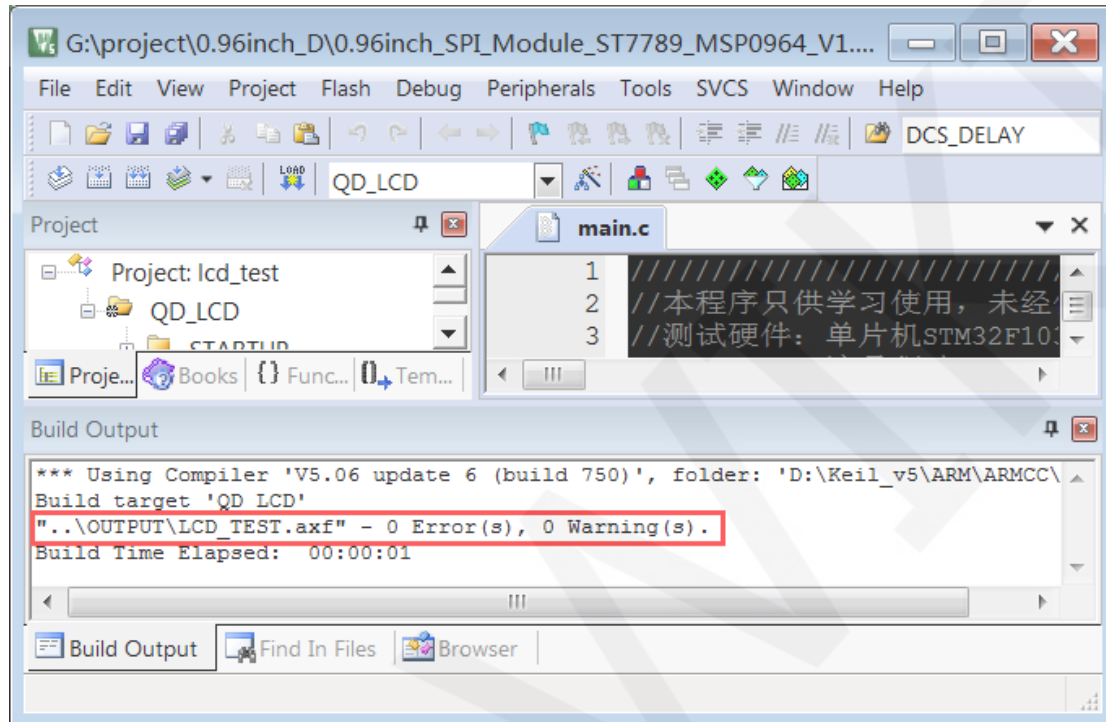 G:\project\0.96inch_D\0.96inch_SPI_Module_ST7789_MSP0964_V1....
File Edit View Project Flash Debug Peripherals Tools SVCS Window Help
DCS_DELAY
LOAD
QD_LCD
Project
main.c
Project: lcd_test
QD_LCD
STARTUP
1 //////////////////////////
2 //本程序只供学习使用，未经
3 //测试硬件：单片机STM32F10
Proje... Books {} Func... 0 Tem...
Build Output
*** Using Compiler 'V5.06 update 6 (build 750)', folder: 'D:\Keil_v5\ARM\ARMCC\
Build target 'QD LCD'
"..\OUTPUT\LCD_TEST.axf" - 0 Error(s), 0 Warning(s).
Build Time Elapsed:  00:00:01
Build Output Find In Files Browser